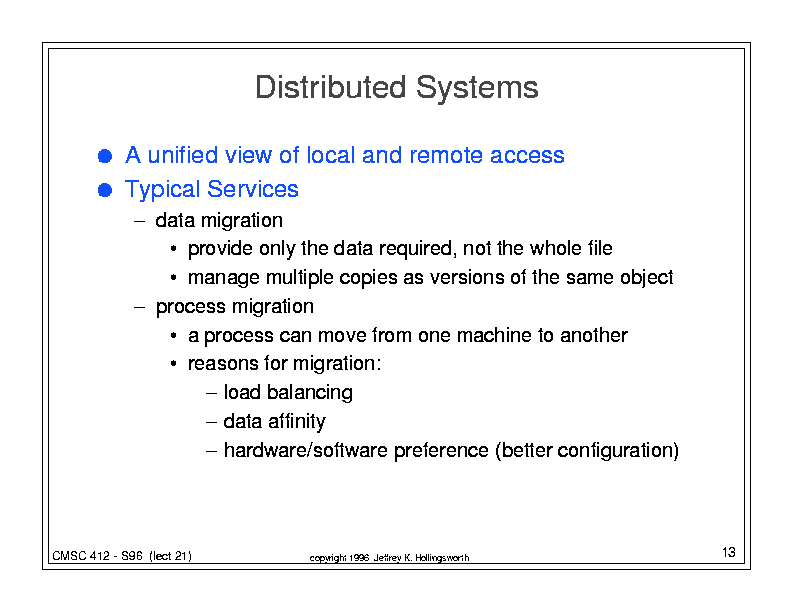 Distributed Systems
● A unified view of local and remote access
● Typical Services
– data migration
• provide only the data required, not the whole file
• manage multiple copies as versions of the same object
– process migration
• a process can move from one machine to another
• reasons for migration:
– load balancing
– data affinity
– hardware/software preference (better configuration)
CMSC 412 - S96 (lect 21)
copyright 1996 Jeffrey K. Hollingsworth
13